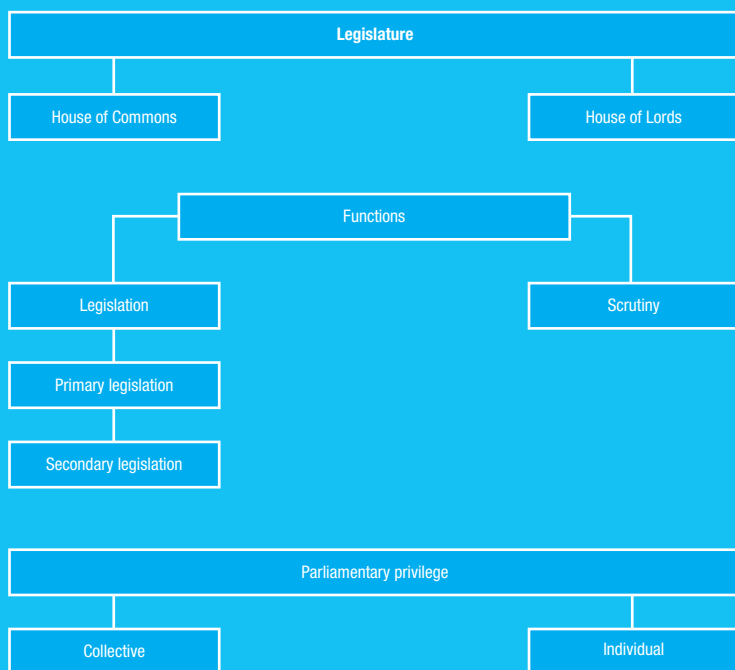 Legislature
House of Commons
House of Lords
Functions
Legislation
Scrutiny
Primary legislation
Secondary legislation
Parliamentary privilege
Collective
Individual